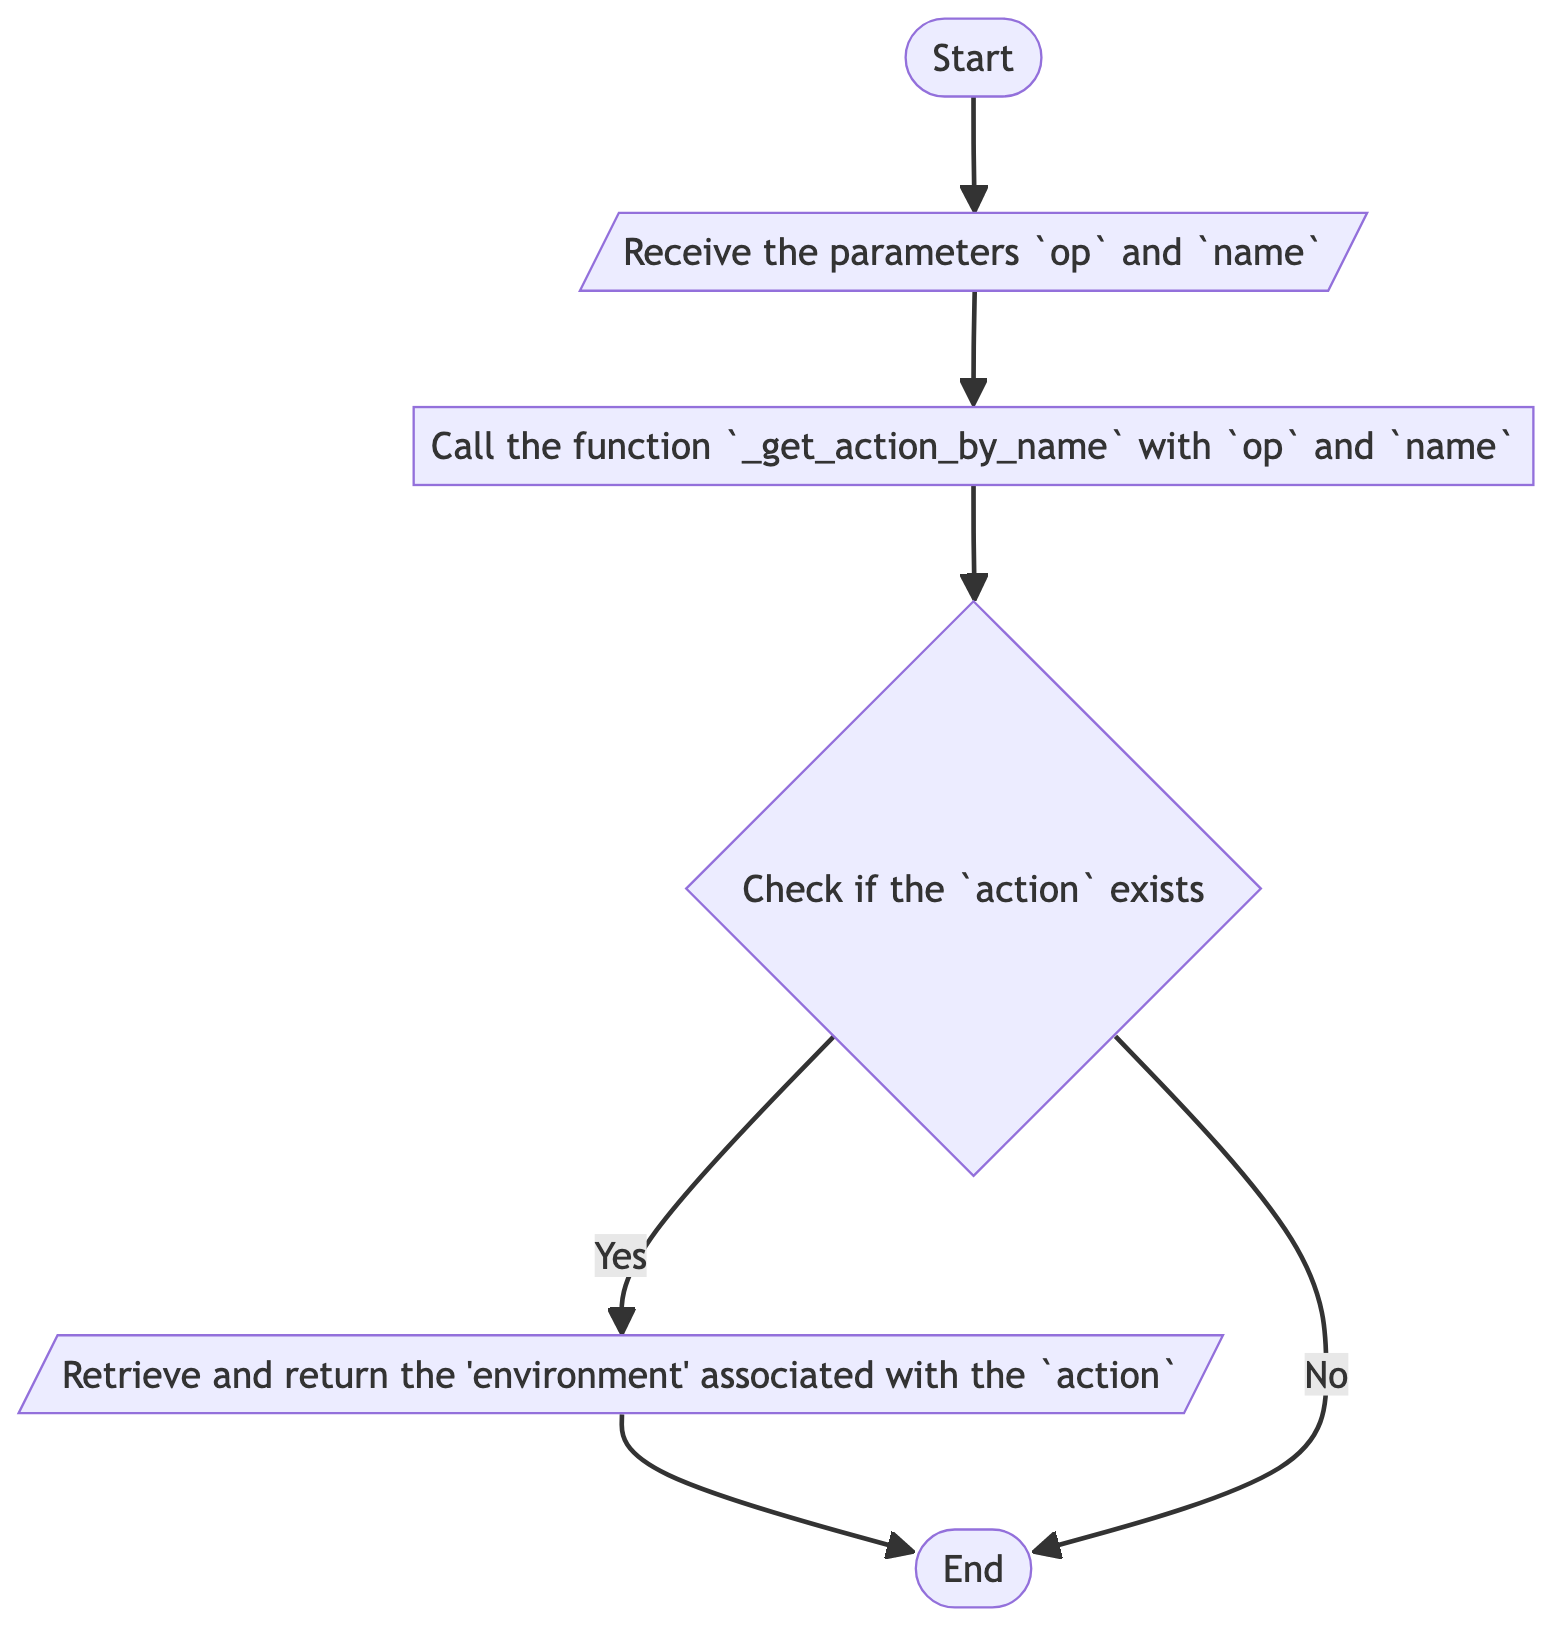 Start
Receive the parameters `op` and `name`
Call the function `_get_action_by_name` with `op` and `name`
Check if the `action` exists
Yes
Retrieve and return the 'environment' associated with the `action`
No
End